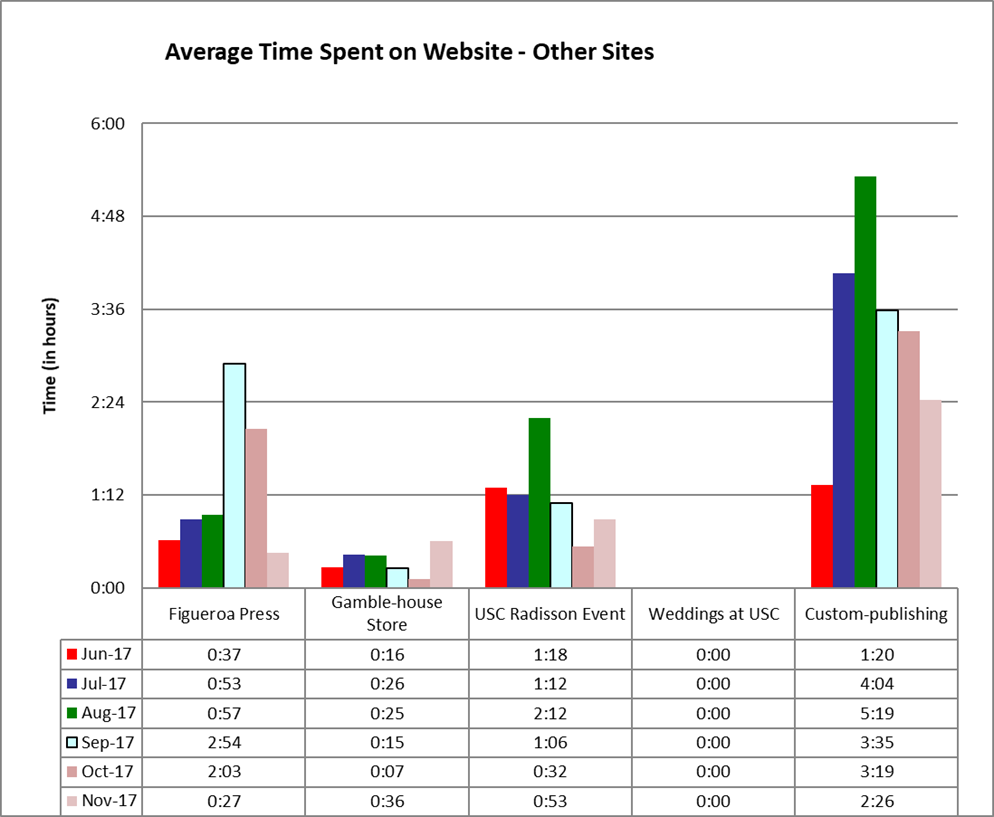 Average Time Spent on Website - Other Sites
6:00
4:48
3:36
2:24
1:12
0:00
Time (in hours)
Figueroa Press Gamble-house Store USC Radisson Event Weddings at USC Custom-publishing
Jun-17 0:37 0:16 1:18 0:00 1:20
Jul-17 0:53 0:26 1:12 0:00 4:04
Aug-17 0:57 0:25 2:12 0:00 5:19
Sep-17 2:54 0:15 1:06 0:00 3:35
Oct-17 2:03 0:07 0:32 0:00 3:19
Nov-17 0:27 0:36 0:53 0:00 2:26